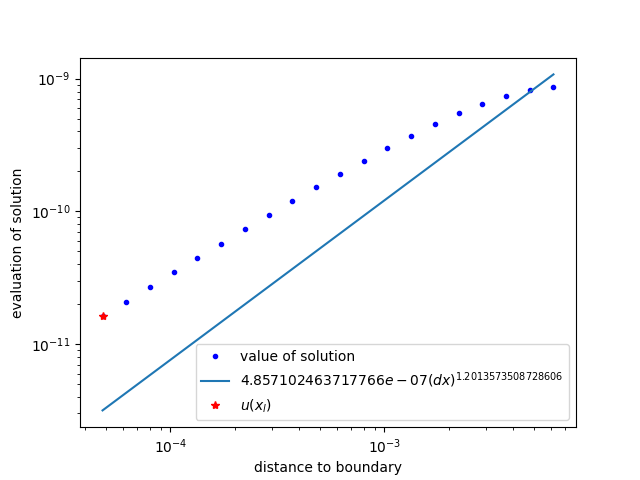 10⁻⁹
10⁻¹⁰
10⁻¹¹
evaluation of solution
value of solution
4.857102463717766e − 07(dx)^1.2013573508728606
u(x_l)
10⁻⁴
10⁻³
distance to boundary